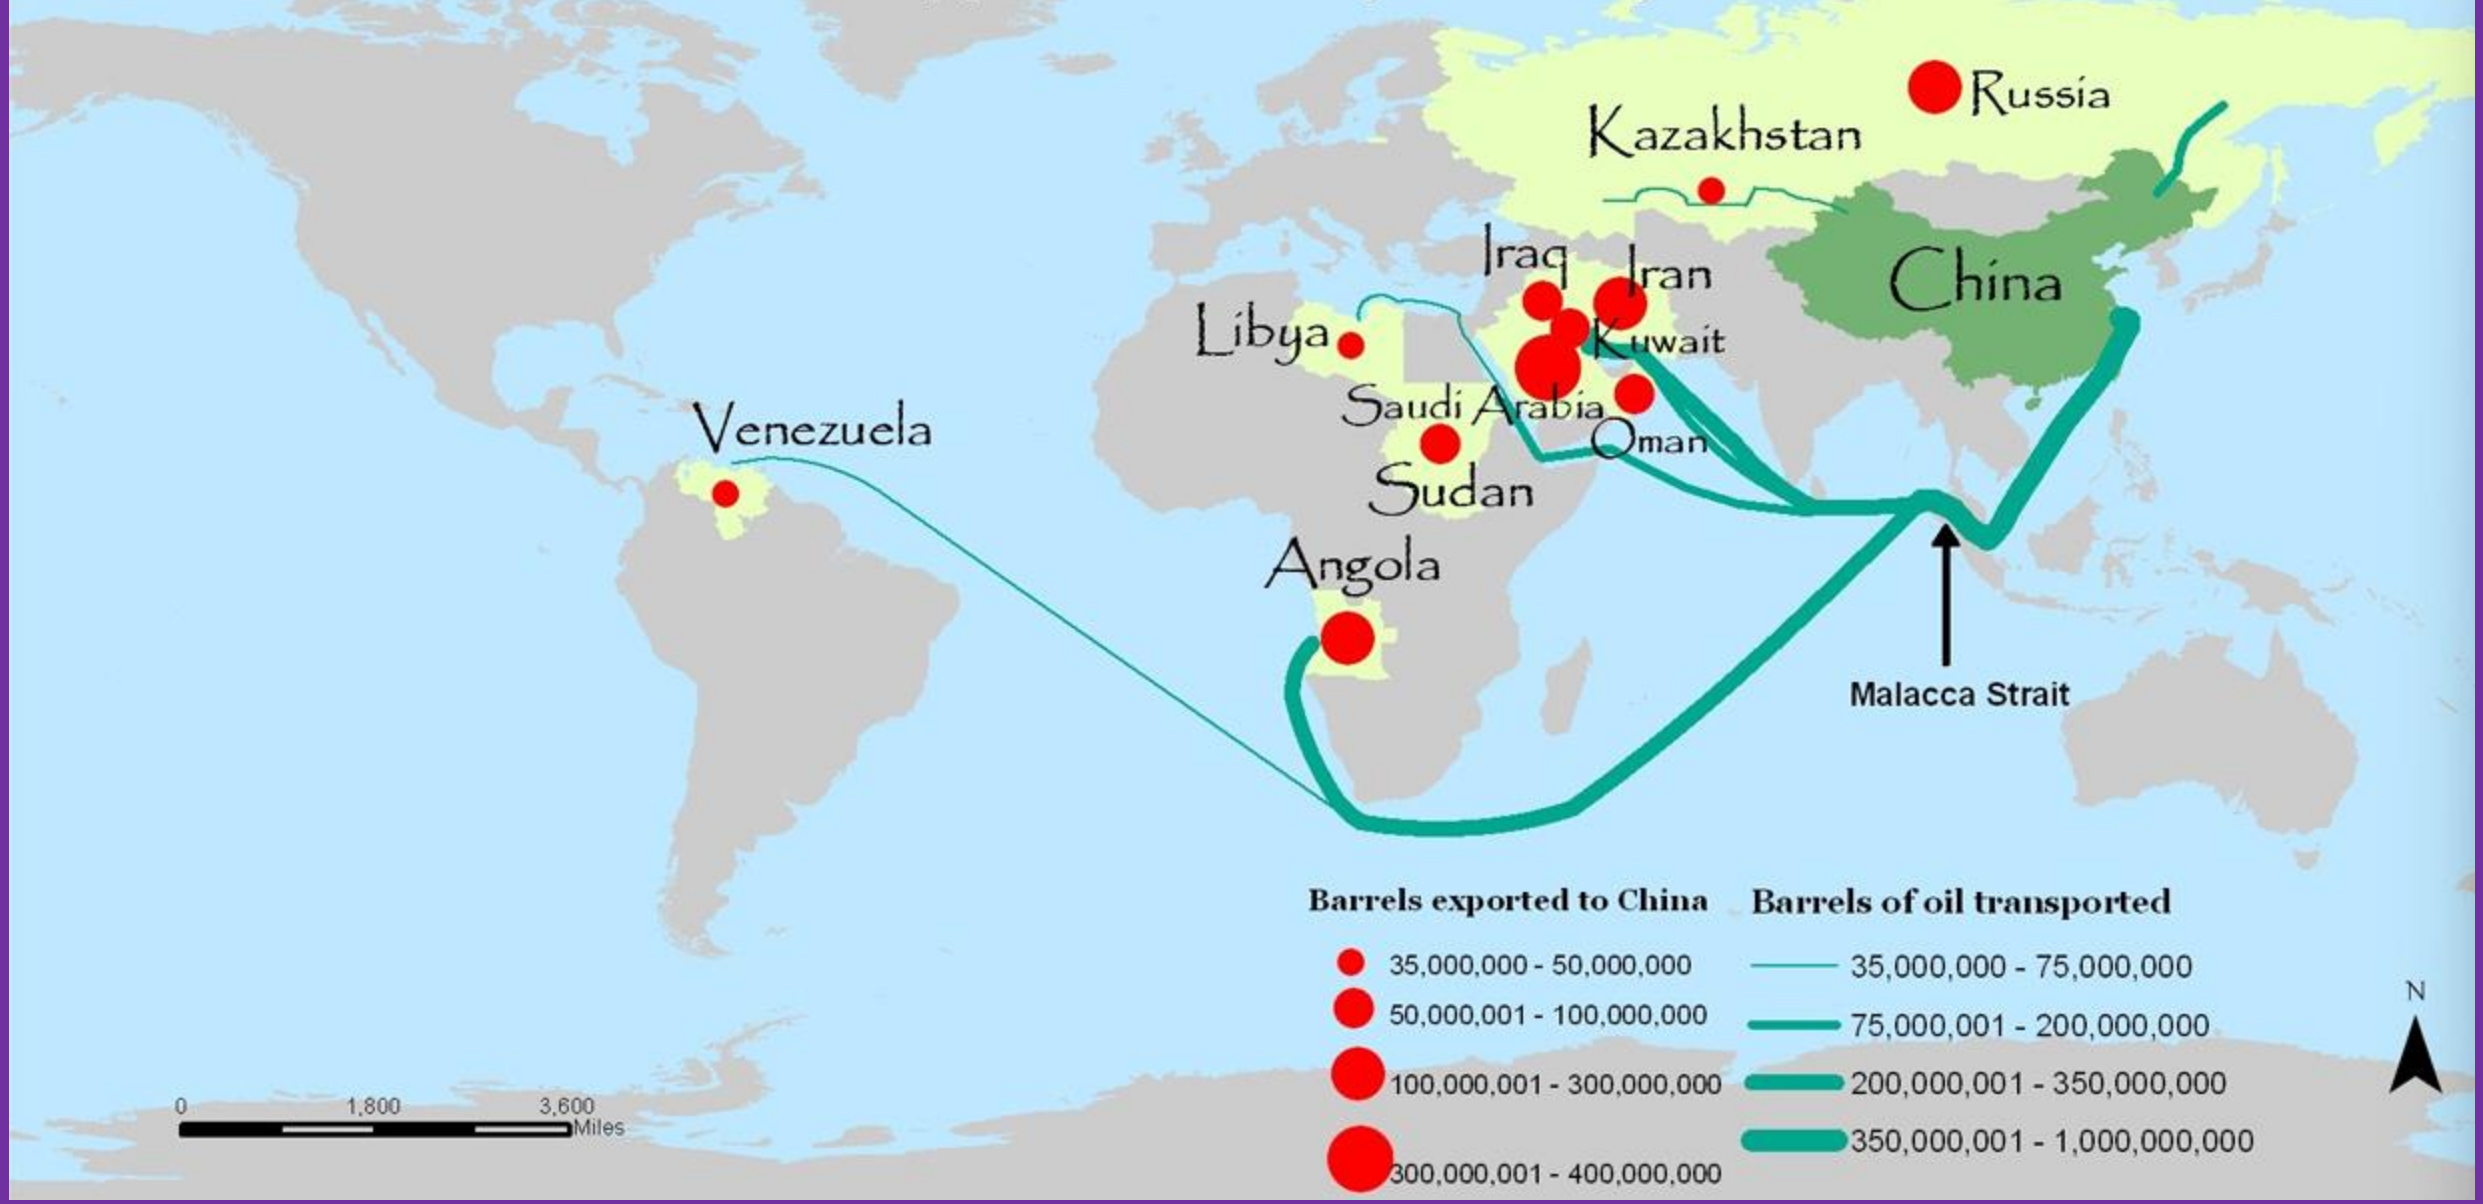 Russia
Kazakhstan
Iraq
Iran
China
Libya
Kuwait
Saudi Arabia
Oman
Venezuela
Sudan
Angola
Malacca Strait
Barrels exported to China
35,000,000 - 50,000,000
50,000,001 - 100,000,000
100,000,001 - 300,000,000
300,000,001 - 400,000,000
Barrels of oil transported
35,000,000 - 75,000,000
75,000,001 - 200,000,000
200,000,001 - 350,000,000
350,000,001 - 1,000,000,000
N
0 1,800 3,600
Miles